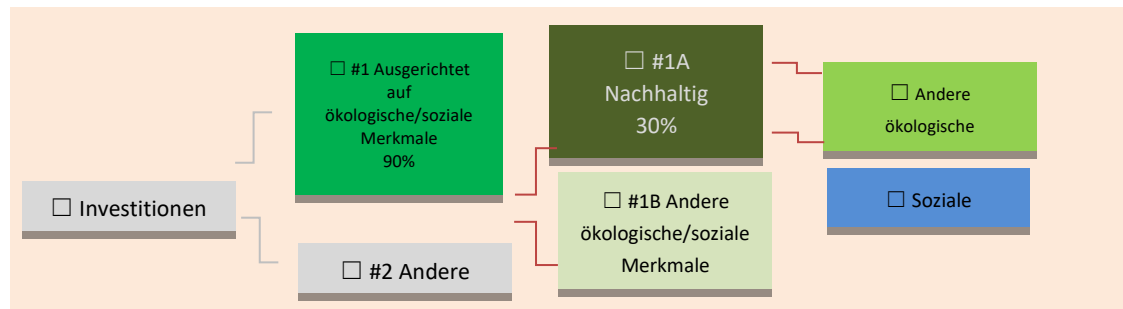 ☐ Investitionen
☐ #1 Ausgerichtet
auf
ökologische/soziale
Merkmale
90%
☐ #2 Andere
☐ #1A
Nachhaltig
30%
☐ #1B Andere
ökologische/soziale
Merkmale
☐ Andere
ökologische
☐ Soziale